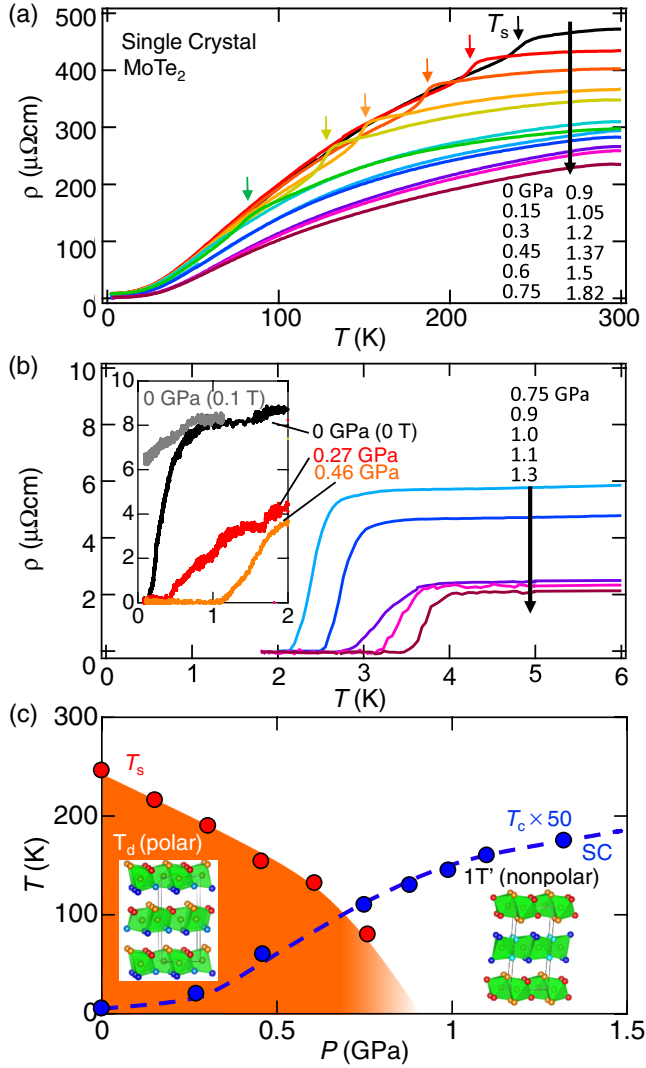 (a)
500
400
300
200
100
0
ρ (μΩcm)
Single Crystal
MoTe₂
Tₛ
0 GPa 0.9
0.15 1.05
0.3 1.2
0.45 1.37
0.6 1.5
0.75 1.82
100 200 300
T (K)
(b)
10
8
6
4
2
0
ρ (μΩcm)
8
6
4
2
0
0 GPa (0.1 T)
0 GPa (0 T)
0.27 GPa
0.46 GPa
0 1 2
0.75 GPa
0.9
1.0
1.1
1.3
0 1 2 3 4 5 6
T (K)
(c)
300
200
100
0
T (K)
Tₛ
T_d (polar)
T_c × 50
SC
1T' (nonpolar)
0 0.5 1 1.5
P (GPa)